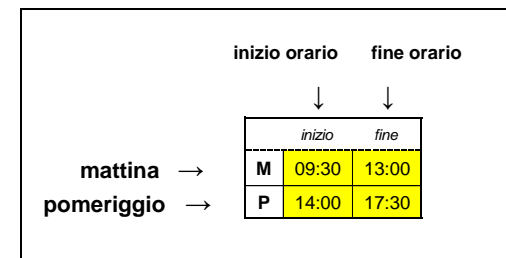 inizio orario fine orario
↓ ↓
inizio fine
mattina → M 09:30 13:00
pomeriggio → P 14:00 17:30